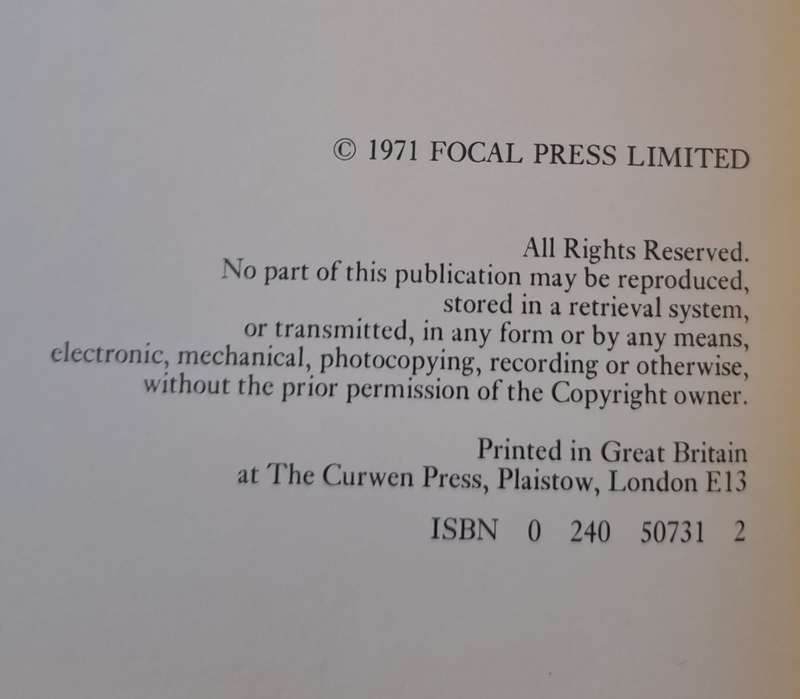 © 1971 FOCAL PRESS LIMITED
All Rights Reserved.
No part of this publication may be reproduced,
stored in a retrieval system,
or transmitted, in any form or by any means,
electronic, mechanical, photocopying, recording or otherwise,
without the prior permission of the Copyright owner.
Printed in Great Britain
at The Curwen Press, Plaistow, London E13
ISBN 0 240 50731 2